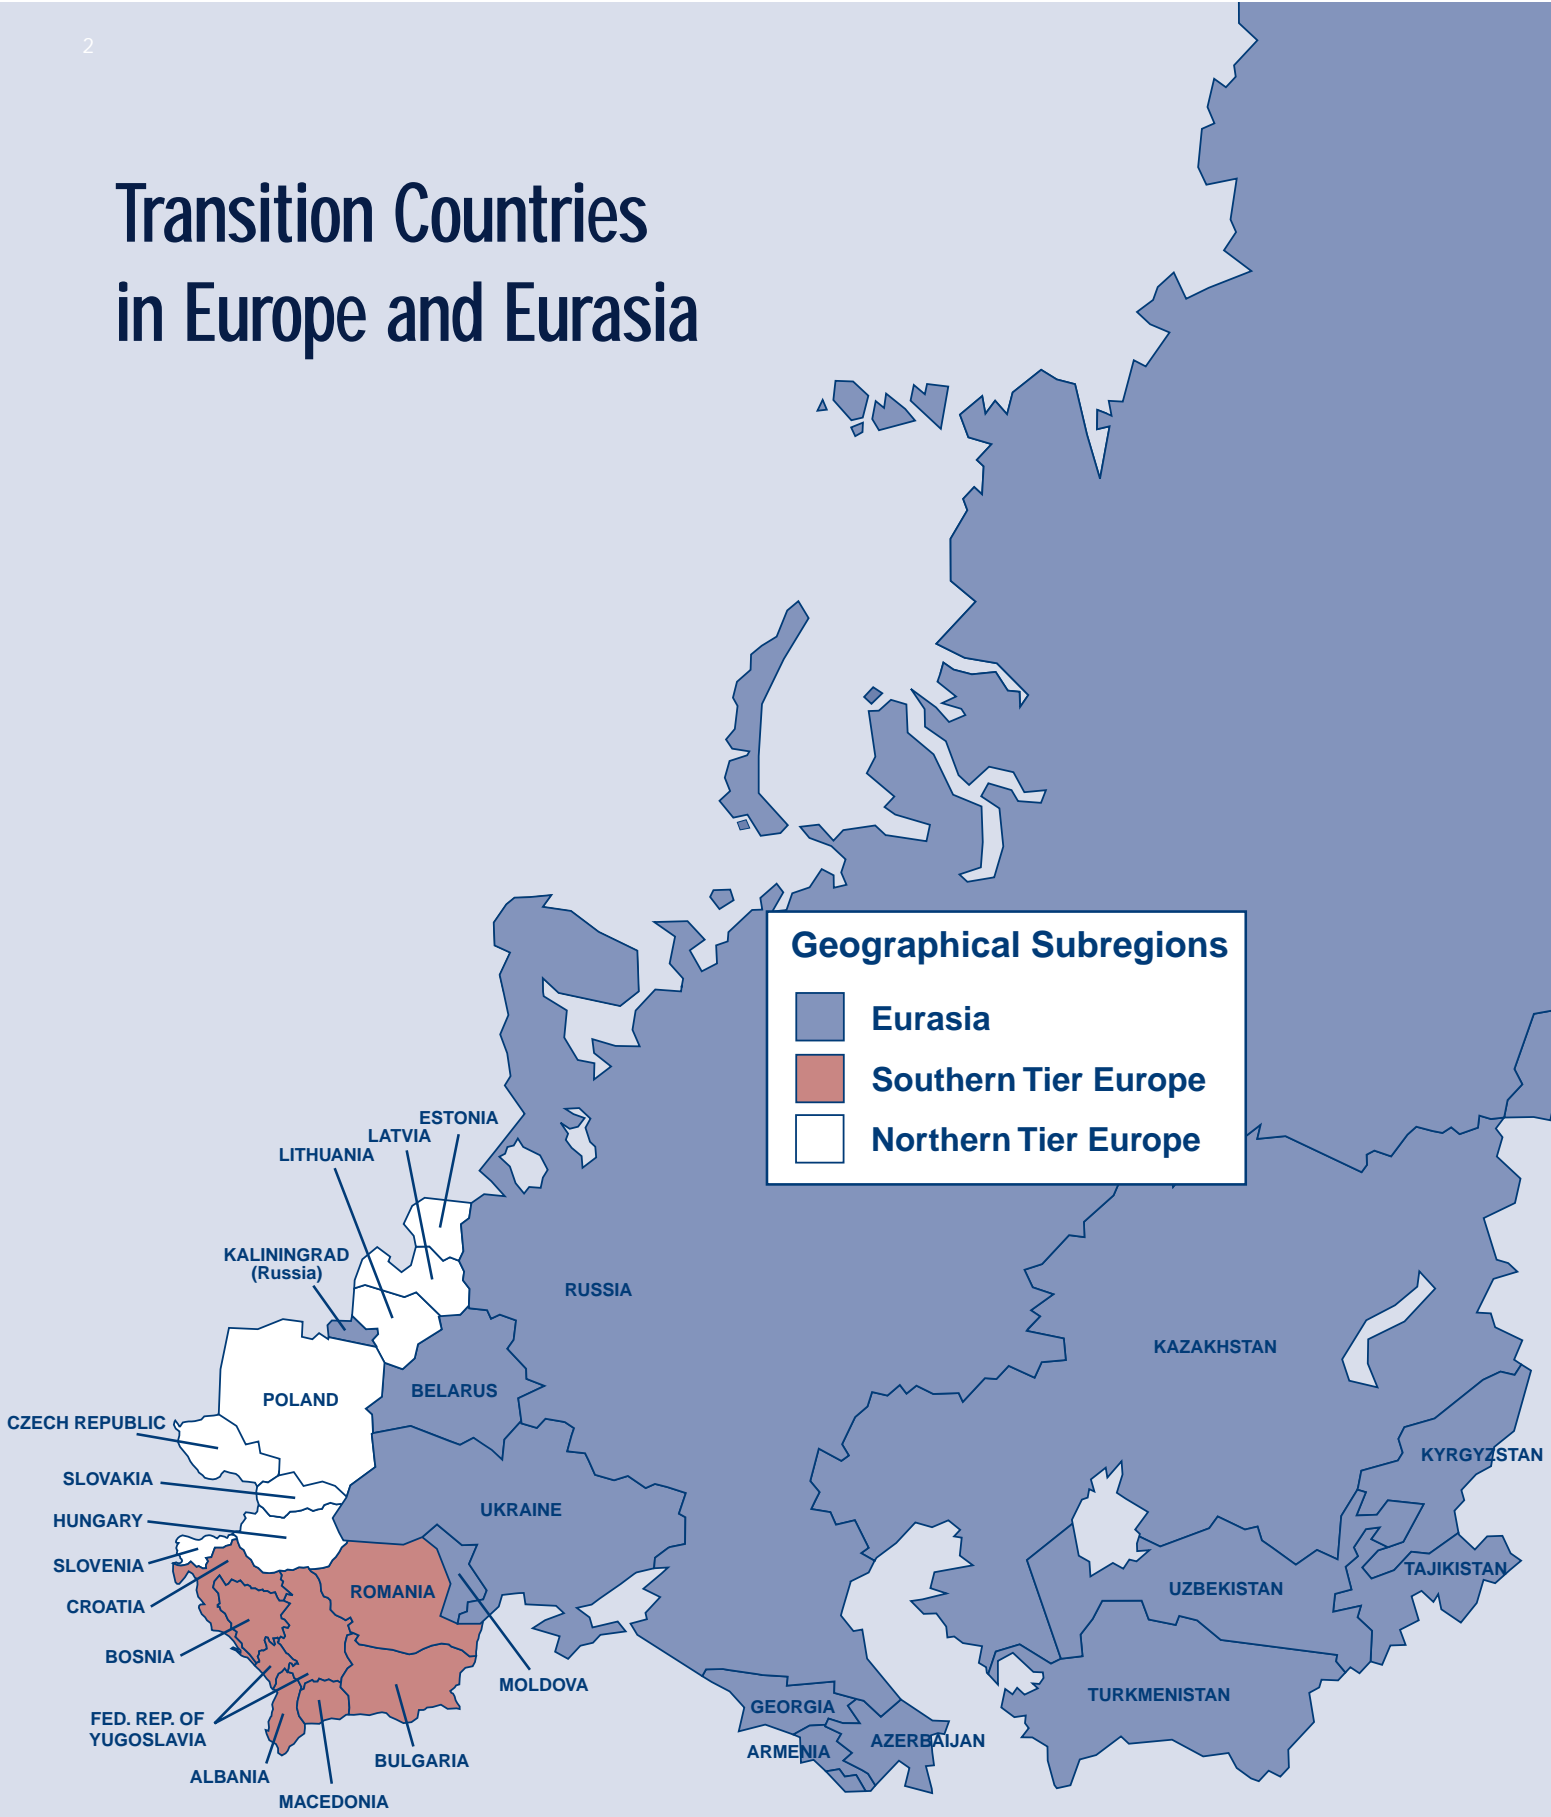 2
Transition Countries
in Europe and Eurasia
Geographical Subregions
Eurasia
Southern Tier Europe
Northern Tier Europe
ESTONIA
LATVIA
LITHUANIA
KALININGRAD
(Russia)
RUSSIA
KAZAKHSTAN
BELARUS
POLAND
CZECH REPUBLIC
KYRGYZSTAN
SLOVAKIA
UKRAINE
HUNGARY
SLOVENIA
TAJIKISTAN
ROMANIA
UZBEKISTAN
CROATIA
BOSNIA
MOLDOVA
TURKMENISTAN
GEORGIA
FED. REP. OF
YUGOSLAVIA
AZERBAIJAN
ARMENIA
BULGARIA
ALBANIA
MACEDONIA